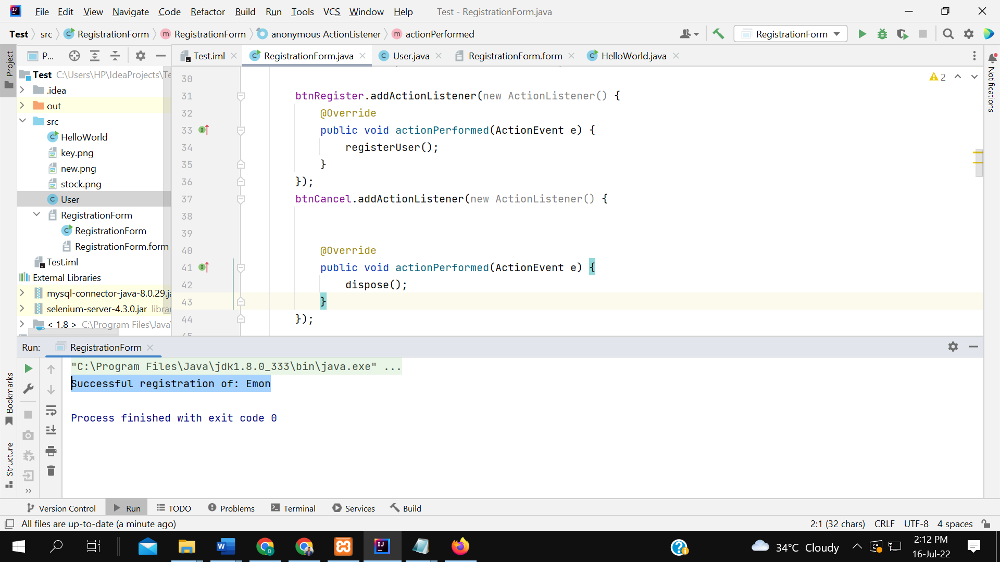 File Edit View Navigate Code Refactor Build Run Tools VCS Window Help Test - RegistrationForm.java
Test src RegistrationForm RegistrationForm anonymous ActionListener actionPerformed RegistrationForm
Project
P...
Test.iml RegistrationForm.java User.java RegistrationForm.form HelloWorld.java
Notifications
Test C:\Users\HP\IdeaProjects\Te
.idea
out
src
HelloWorld
key.png
new.png
stock.png
User
RegistrationForm
RegistrationForm
RegistrationForm.form
Test.iml
External Libraries
mysql-connector-java-8.0.29.ja
selenium-server-4.3.0.jar librar
< 1.8 > C:\Program Files\Java\
2
30
31 btnRegister.addActionListener(new ActionListener() {
32 @Override
33 public void actionPerformed(ActionEvent e) {
34 registerUser();
35 }
36 });
37 btnCancel.addActionListener(new ActionListener() {
38
39
40 @Override
41 public void actionPerformed(ActionEvent e) {
42 dispose();
43 }
44 });
Run: RegistrationForm
"C:\Program Files\Java\jdk1.8.0_333\bin\java.exe" ...
Successful registration of: Emon
Process finished with exit code 0
Bookmarks
Structure
Version Control Run TODO Problems Terminal Services Build
All files are up-to-date (a minute ago) 2:1 (32 chars) CRLF UTF-8 4 spaces
34°C Cloudy
2:12 PM
16-Jul-22